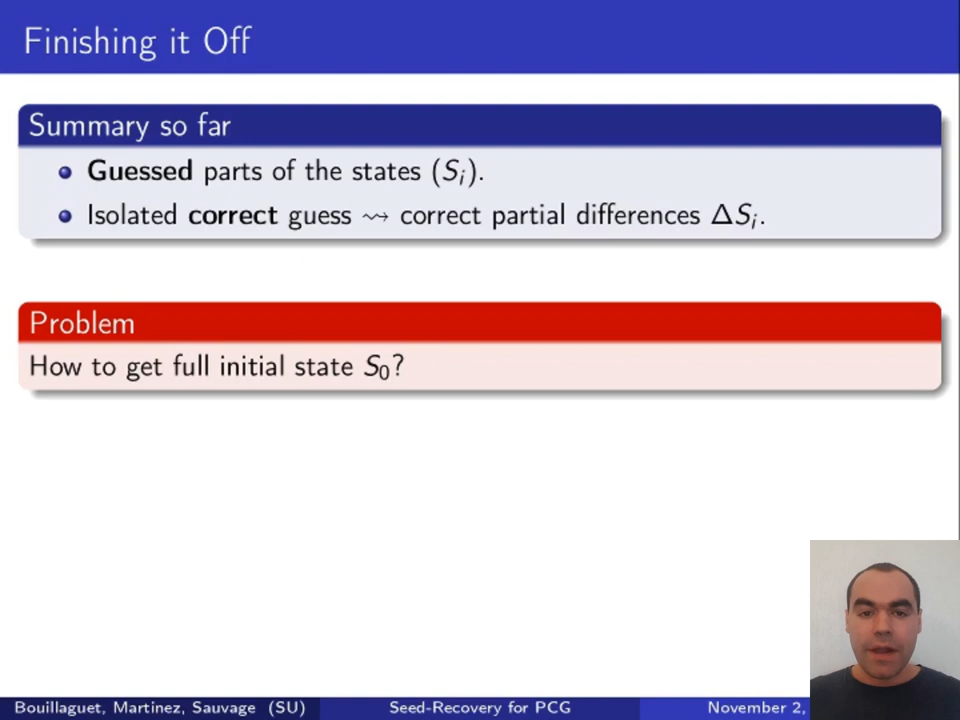 Finishing it Off
Summary so far
• Guessed parts of the states (Sᵢ).
• Isolated correct guess ⇝ correct partial differences ΔSᵢ.
Problem
How to get full initial state S₀?
Bouillaguet, Martinez, Sauvage (SU) Seed-Recovery for PCG November 2,